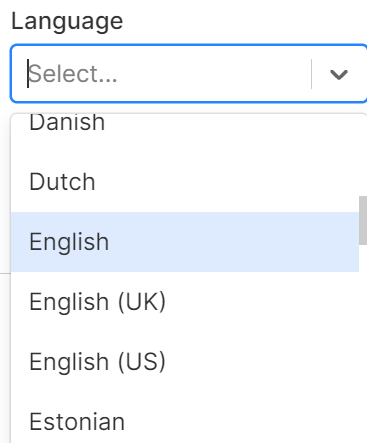 Language
Select...
Danish
Dutch
English
English (UK)
English (US)
Estonian